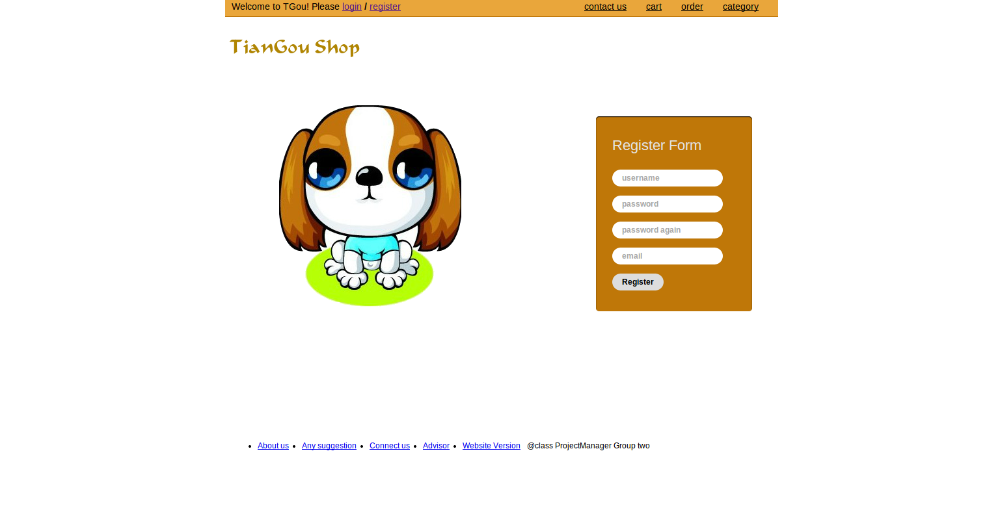 Welcome to TGou! Please login / register contact us cart order category
TianGou Shop
Register Form
username
password
password again
email
Register
• About us • Any suggestion • Connect us • Advisor • Website Version @class ProjectManager Group two